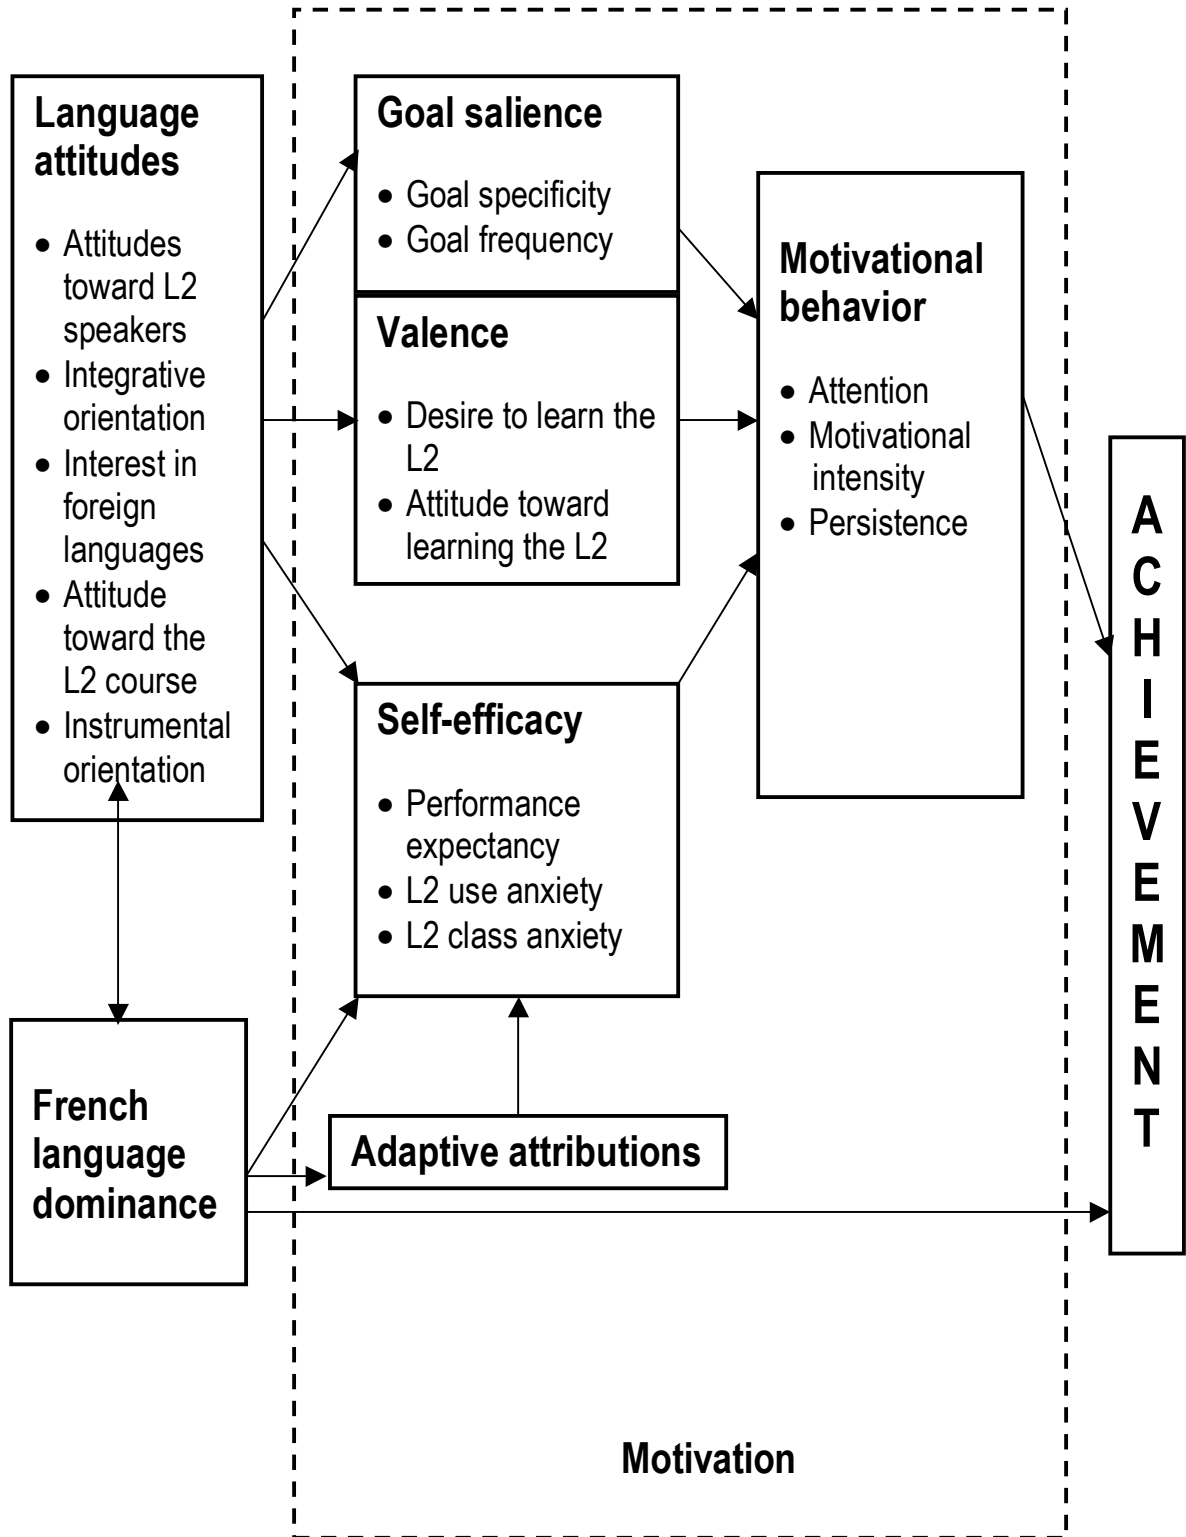 Language
attitudes
• Attitudes
toward L2
speakers
• Integrative
orientation
• Interest in
foreign
languages
• Attitude
toward the
L2 course
• Instrumental
orientation
Goal salience
• Goal specificity
• Goal frequency
Valence
• Desire to learn the
L2
• Attitude toward
learning the L2
Motivational
behavior
• Attention
• Motivational
intensity
• Persistence
Self-efficacy
• Performance
expectancy
• L2 use anxiety
• L2 class anxiety
French
language
dominance
Adaptive attributions
ACHIEVEMENT
Motivation